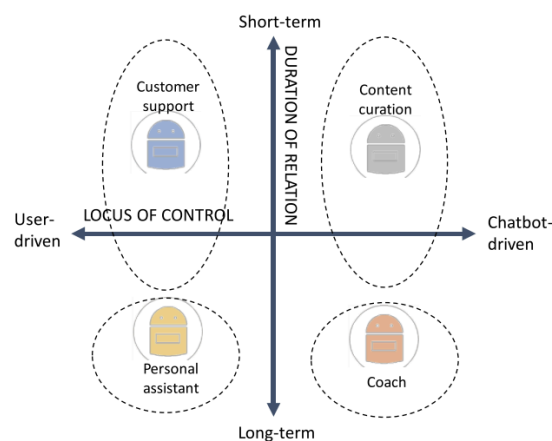 Short-term
Customer
support
DURATION OF RELATION
Content
curation
User-
driven
LOCUS OF CONTROL
Chatbot-
driven
Personal
assistant
Coach
Long-term